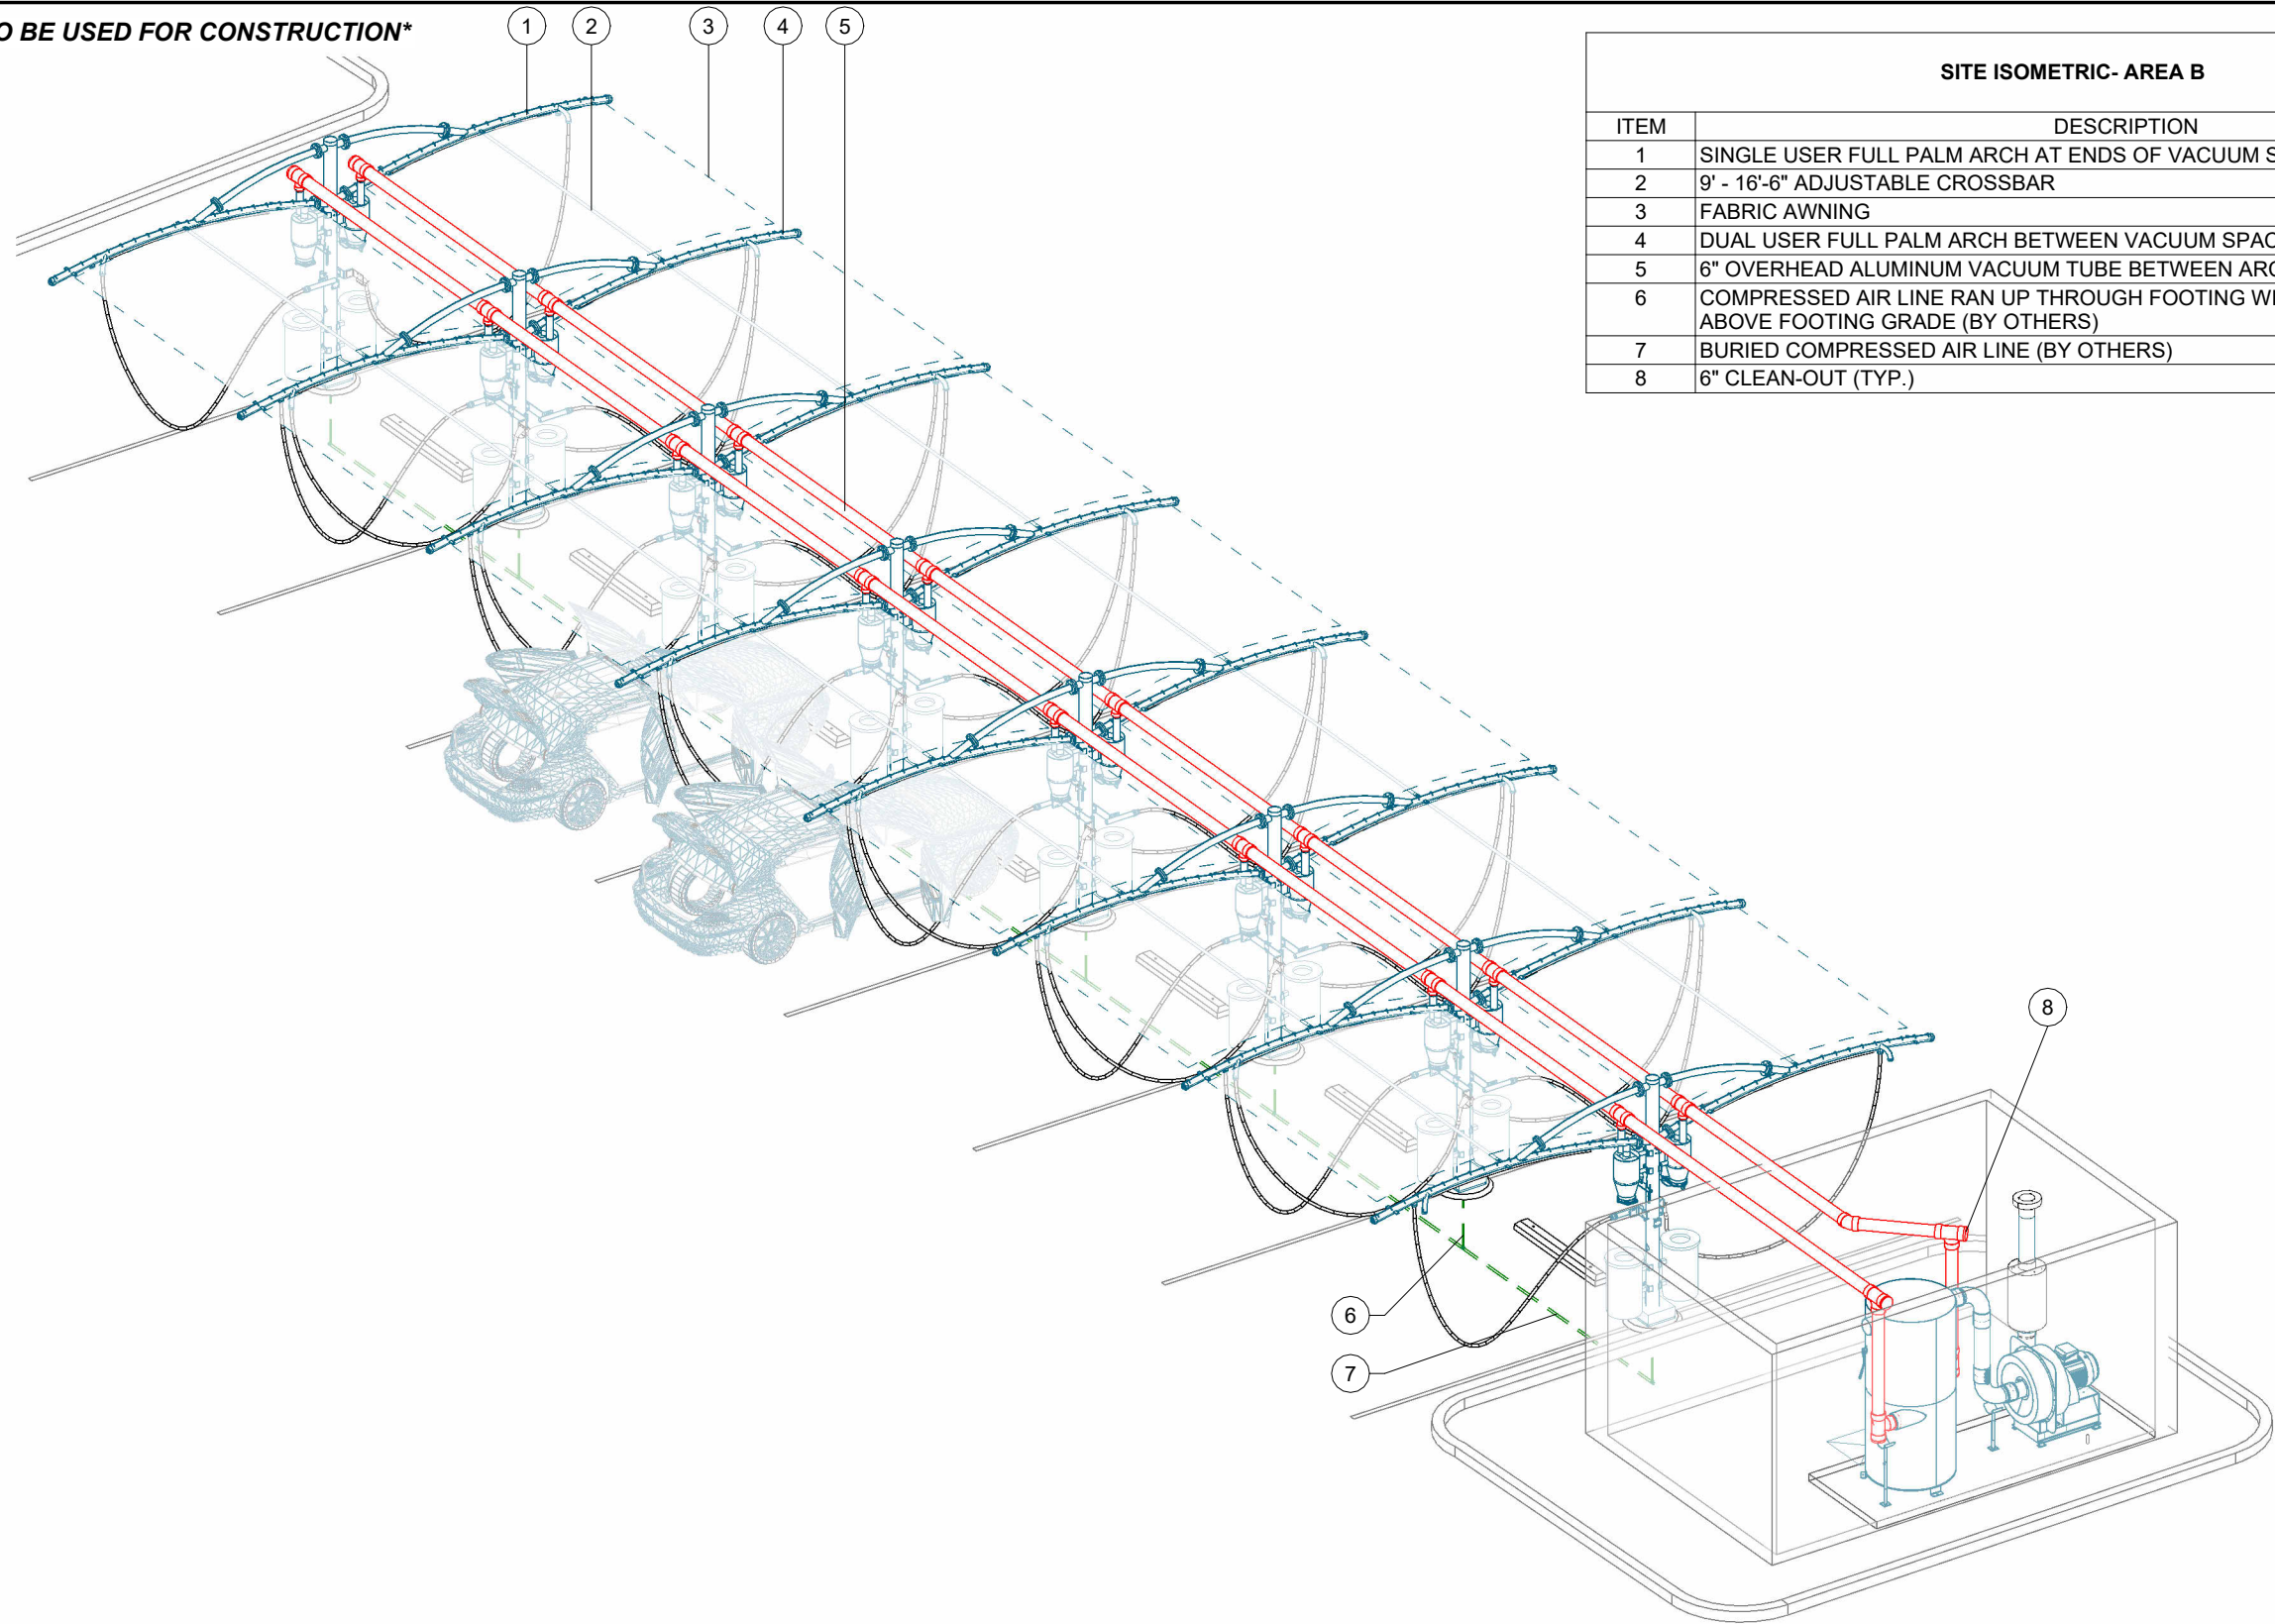 O BE USED FOR CONSTRUCTION*
1 2 3 4 5
SITE ISOMETRIC- AREA B
ITEM DESCRIPTION
1 SINGLE USER FULL PALM ARCH AT ENDS OF VACUUM S
2 9' - 16'-6" ADJUSTABLE CROSSBAR
3 FABRIC AWNING
4 DUAL USER FULL PALM ARCH BETWEEN VACUUM SPAC
5 6" OVERHEAD ALUMINUM VACUUM TUBE BETWEEN ARC
6 COMPRESSED AIR LINE RAN UP THROUGH FOOTING WI
ABOVE FOOTING GRADE (BY OTHERS)
7 BURIED COMPRESSED AIR LINE (BY OTHERS)
8 6" CLEAN-OUT (TYP.)
8
6
7